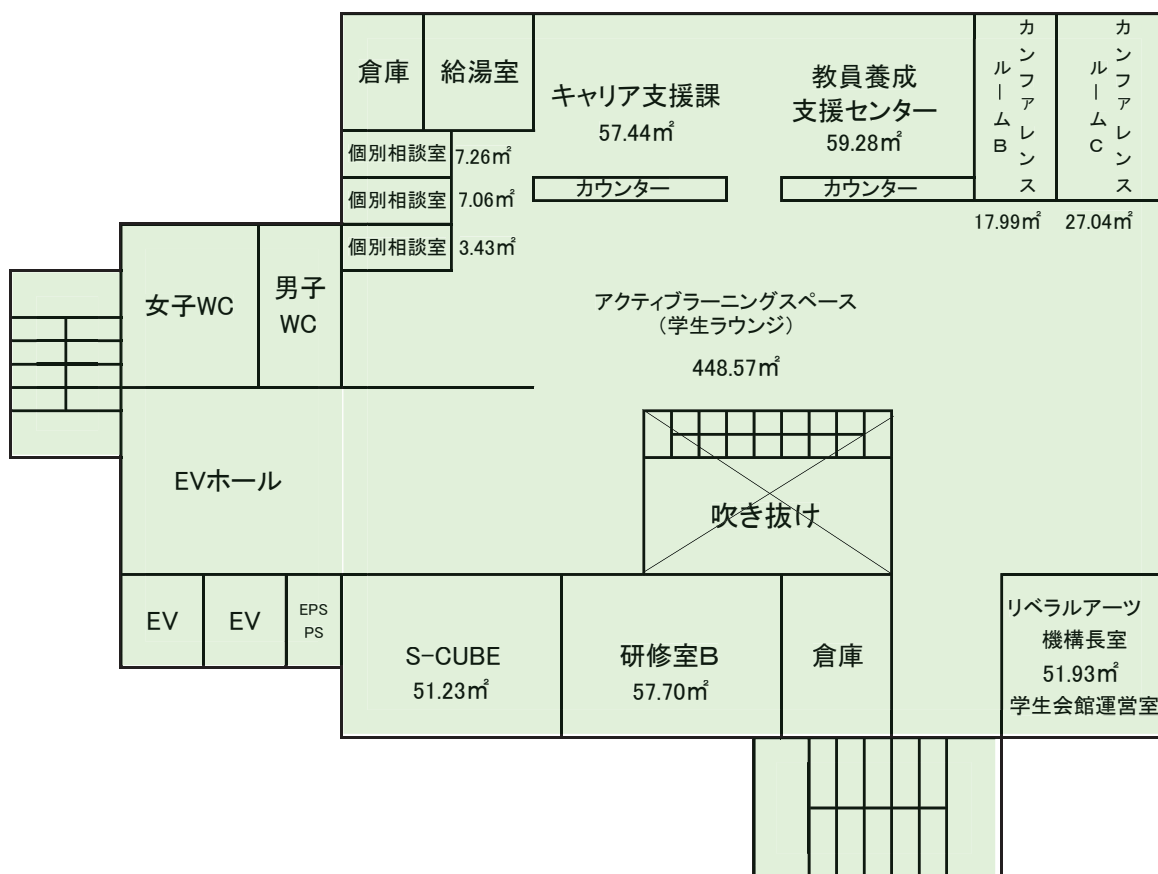 倉庫
給湯室
キャリア支援課
57.44㎡
教員養成
支援センター
59.28㎡
カンファレンス
ルームB
カンファレンス
ルームC
個別相談室
7.26㎡
個別相談室
7.06㎡
個別相談室
3.43㎡
カウンター
カウンター
17.99㎡
27.04㎡
女子WC
男子
WC
アクティブラーニングスペース
(学生ラウンジ)
448.57㎡
EVホール
吹き抜け
EV
EV
EPS
PS
S-CUBE
51.23㎡
研修室B
57.70㎡
倉庫
リベラルアーツ
機構長室
51.93㎡
学生会館運営室